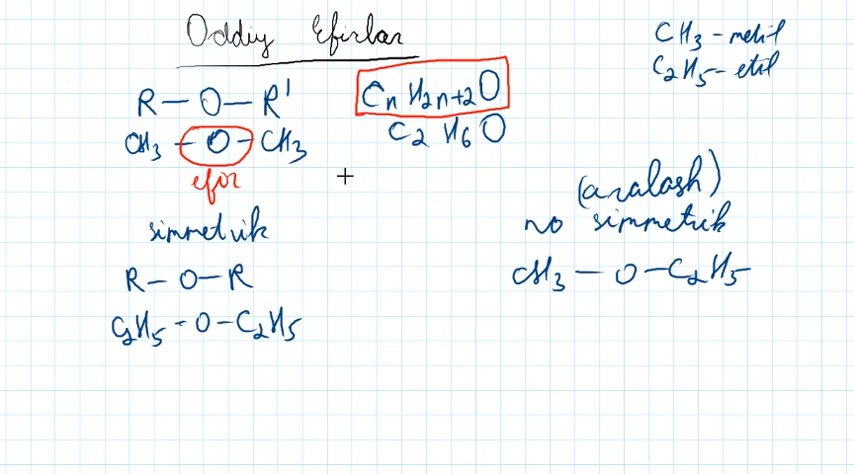 Oddiy Efirlar
CH3 - metil
C2H5 - etil
R - O - R'
CnH2n+2O
CH3 - O - CH3
C2H6O
efir
simmetrik
R - O - R
C2H5 - O - C2H5
(aralash)
no simmetrik
CH3 - O - C2H5